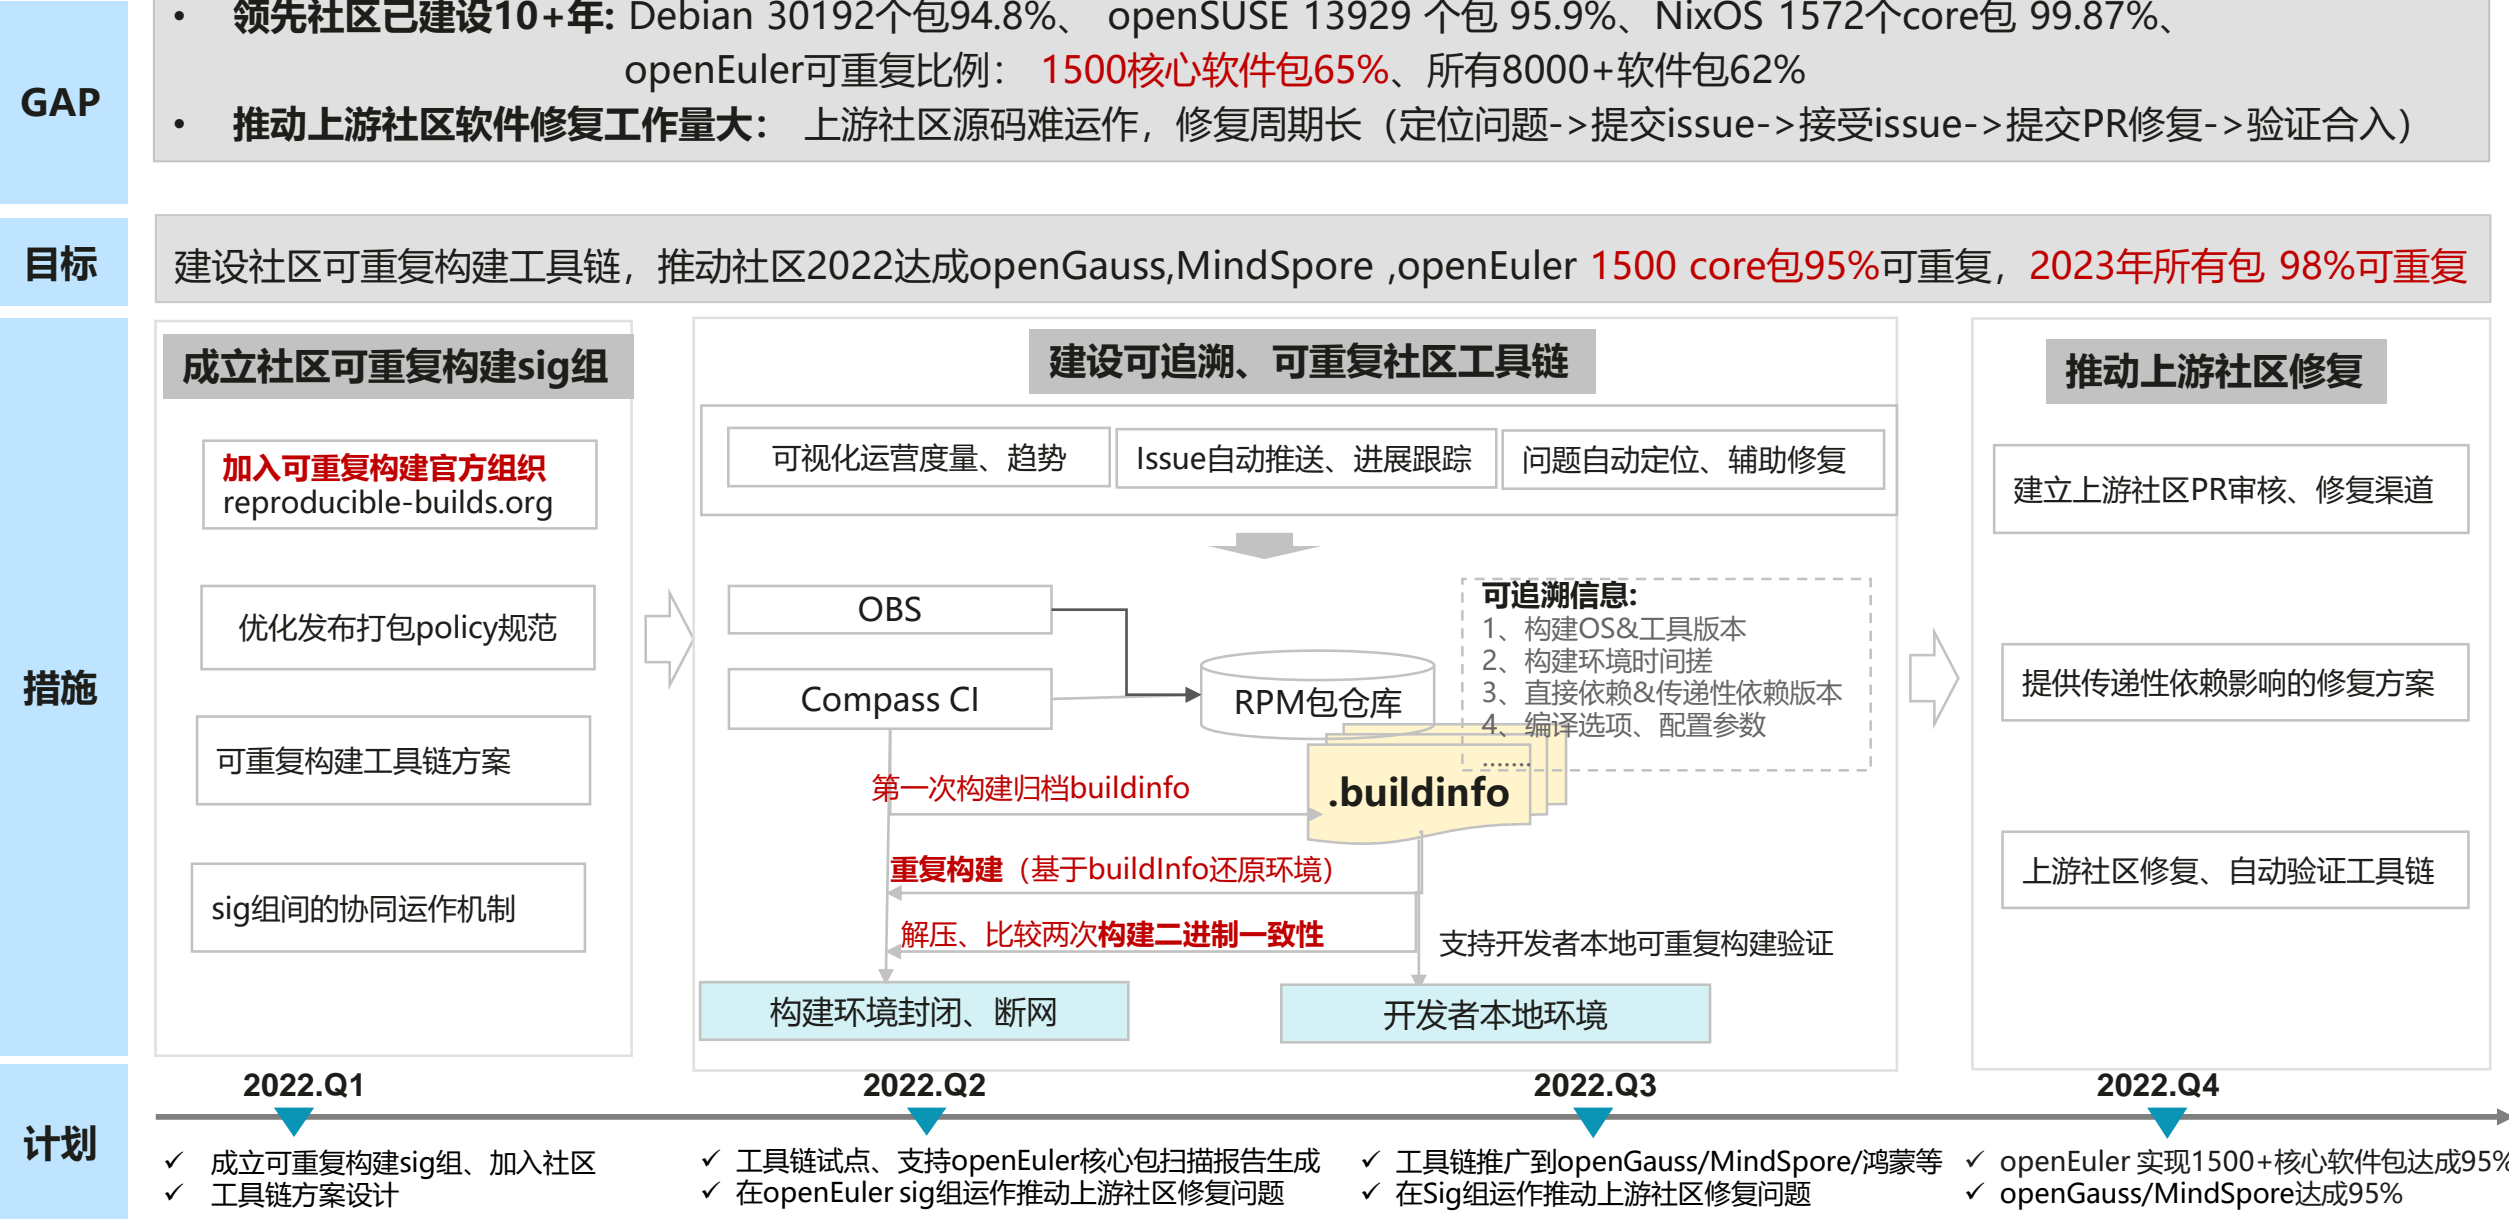 GAP
• 领先社区已建设10+年: Debian 30192个包94.8%、 openSUSE 13929 个包 95.9%、NixOS 1572个core包 99.87%、
openEuler可重复比例： 1500核心软件包65%、所有8000+软件包62%
• 推动上游社区软件修复工作量大： 上游社区源码难运作，修复周期长（定位问题->提交issue->接受issue->提交PR修复->验证合入）
目标
建设社区可重复构建工具链，推动社区2022达成openGauss,MindSpore ,openEuler 1500 core包95%可重复，2023年所有包 98%可重复
措施
成立社区可重复构建sig组
加入可重复构建官方组织
reproducible-builds.org
优化发布打包policy规范
可重复构建工具链方案
sig组间的协同运作机制
建设可追溯、可重复社区工具链
可视化运营度量、趋势
Issue自动推送、进展跟踪
问题自动定位、辅助修复
OBS
Compass CI
RPM包仓库
可追溯信息:
1、构建OS&工具版本
2、构建环境时间搓
3、直接依赖&传递性依赖版本
4、编译选项、配置参数
.......
.buildinfo
第一次构建归档buildinfo
重复构建（基于buildInfo还原环境）
解压、比较两次构建二进制一致性
支持开发者本地可重复构建验证
构建环境封闭、断网
开发者本地环境
推动上游社区修复
建立上游社区PR审核、修复渠道
提供传递性依赖影响的修复方案
上游社区修复、自动验证工具链
计划
2022.Q1
✓ 成立可重复构建sig组、加入社区
✓ 工具链方案设计
2022.Q2
✓ 工具链试点、支持openEuler核心包扫描报告生成
✓ 在openEuler sig组运作推动上游社区修复问题
2022.Q3
✓ 工具链推广到openGauss/MindSpore/鸿蒙等
✓ 在Sig组运作推动上游社区修复问题
2022.Q4
✓ openEuler 实现1500+核心软件包达成95%
✓ openGauss/MindSpore达成95%